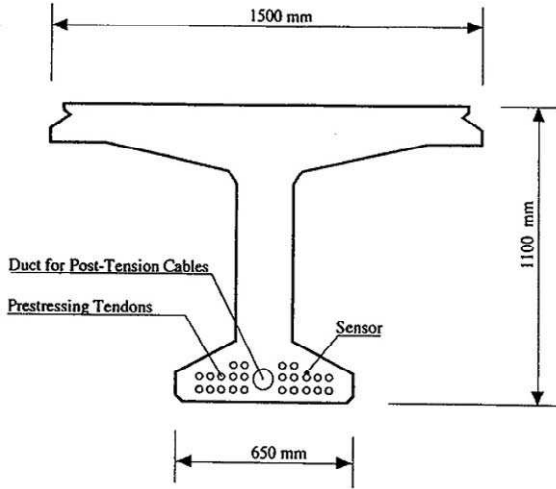 1500 mm
1100 mm
Duct for Post-Tension Cables
Prestressing Tendons
Sensor
650 mm